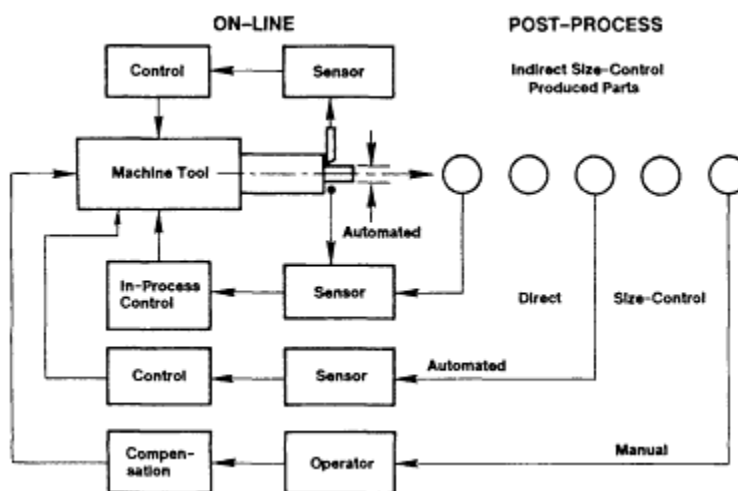 ON-LINE
POST-PROCESS
Control
Sensor
Indirect Size-Control
Produced Parts
Machine Tool
Automated
In-Process
Control
Sensor
Direct
Size-Control
Control
Sensor
Automated
Compen-
sation
Operator
Manual